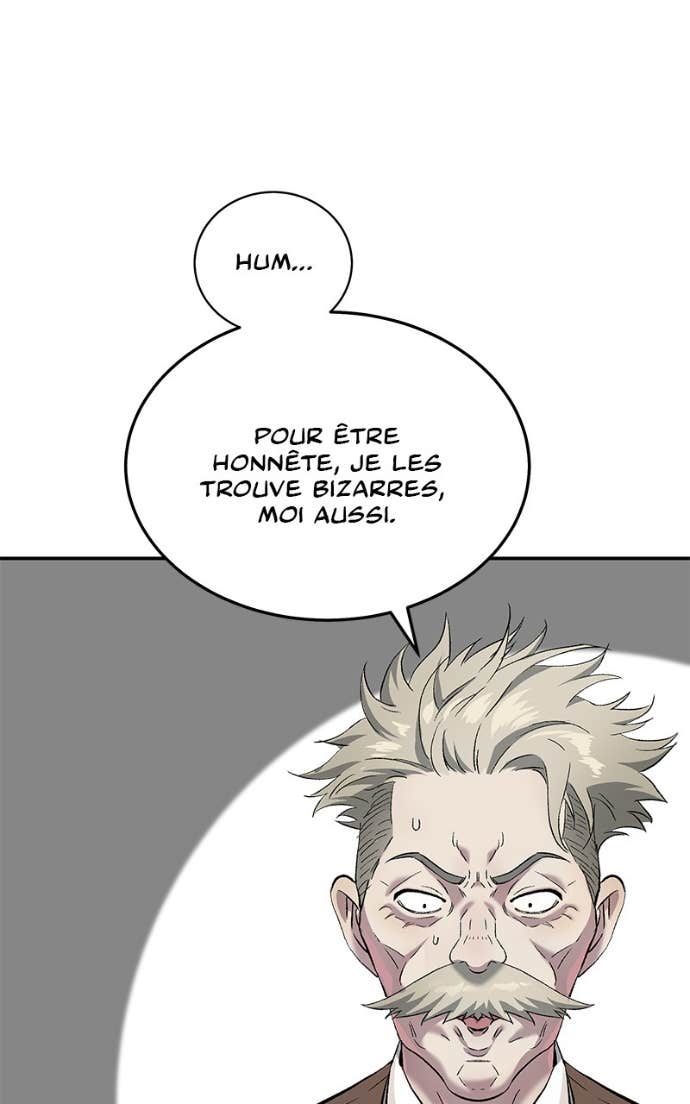 HUM...
POUR ÊTRE
HONNÊTE, JE LES
TROUVE BIZARRES,
MOI AUSSI.